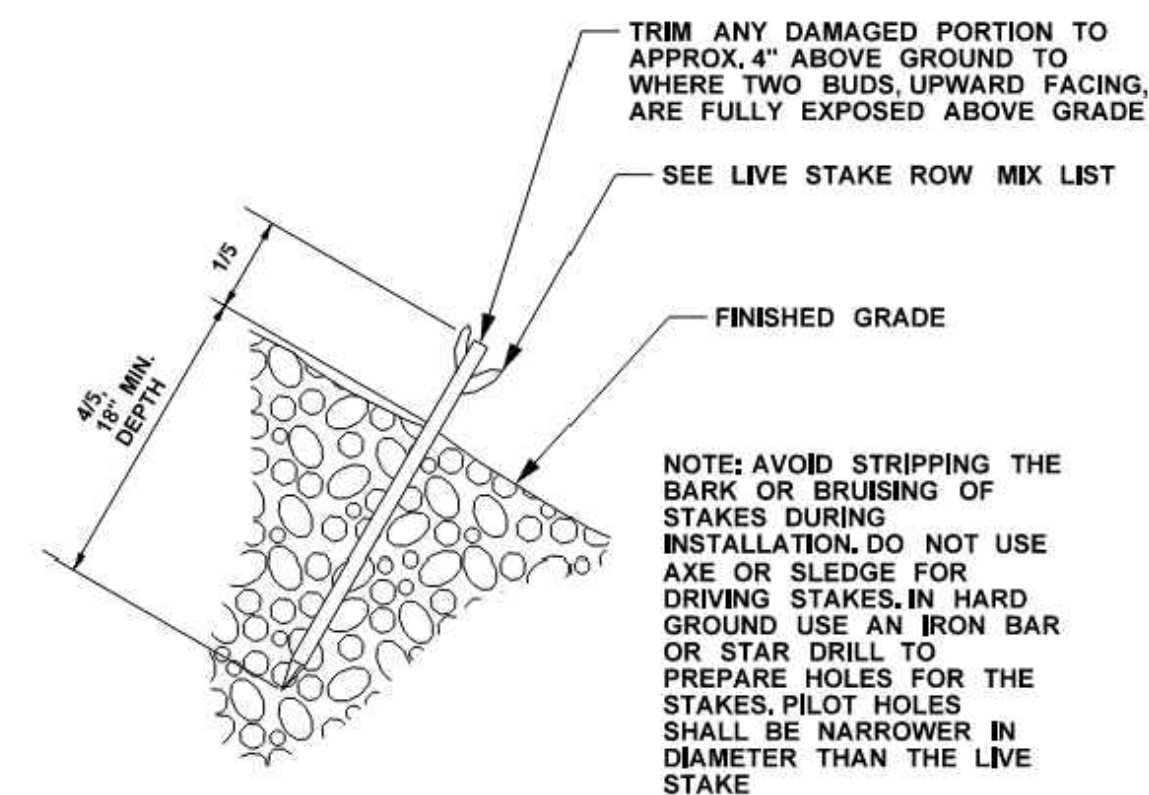 TRIM ANY DAMAGED PORTION TO
APPROX. 4" ABOVE GROUND TO
WHERE TWO BUDS, UPWARD FACING,
ARE FULLY EXPOSED ABOVE GRADE
SEE LIVE STAKE ROW MIX LIST
1/5
FINISHED GRADE
4/5,
18" MIN.
DEPTH
NOTE: AVOID STRIPPING THE
BARK OR BRUISING OF
STAKES DURING
INSTALLATION. DO NOT USE
AXE OR SLEDGE FOR
DRIVING STAKES. IN HARD
GROUND USE AN IRON BAR
OR STAR DRILL TO
PREPARE HOLES FOR THE
STAKES. PILOT HOLES
SHALL BE NARROWER IN
DIAMETER THAN THE LIVE
STAKE